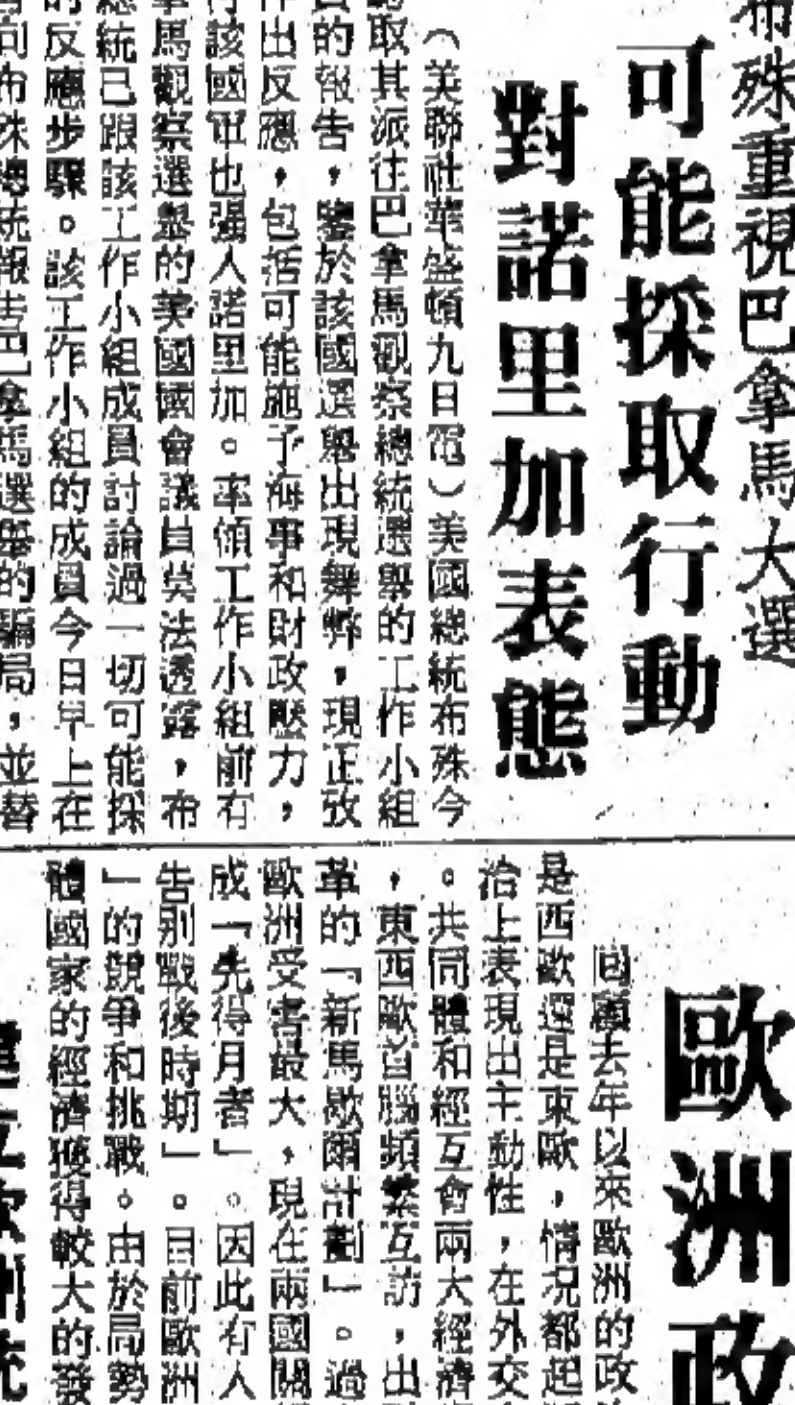 布殊重視巴拿馬大選
可能採取行動
對諾里加表態
（美聯社華盛頓九日電）美國總統布殊今
取其派往巴拿馬觀察總統選舉的工作小組
的報告，鑒於該國選舉出現舞弊，現正攷
出反應，包括可能施予海事和財政壓力，
該國軍也強人諾里加。率領工作小組前有
馬觀察選舉的美國國會議員莫法透露，布
統已跟該工作小組成員討論過一切可能採
反應步驟。該工作小組的成員今日早上在
向布殊總統報告巴拿馬選舉的騙局，並替
歐洲政
回顧去年以來歐洲的政
是西歐還是東歐，情况都起
治上表現出主動性，在外交
。共同體和經互會兩大經濟
，東西歐首腦頻繁互訪，出
革的「新馬歇爾計劃」。過
歐洲受害最大，現在兩國關
成「先得月者」。因此有人
告別戰後時期」。目前歐洲
」的競爭和挑戰。由於局勢
體國家的經濟獲得較大的發
建立歐洲統